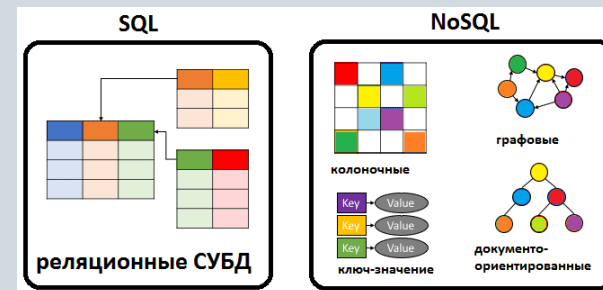 SQL
реляционные СУБД
NoSQL
колоночные
графовые
Key Value
Key Value
Key Value
ключ-значение
документо-
ориентированные